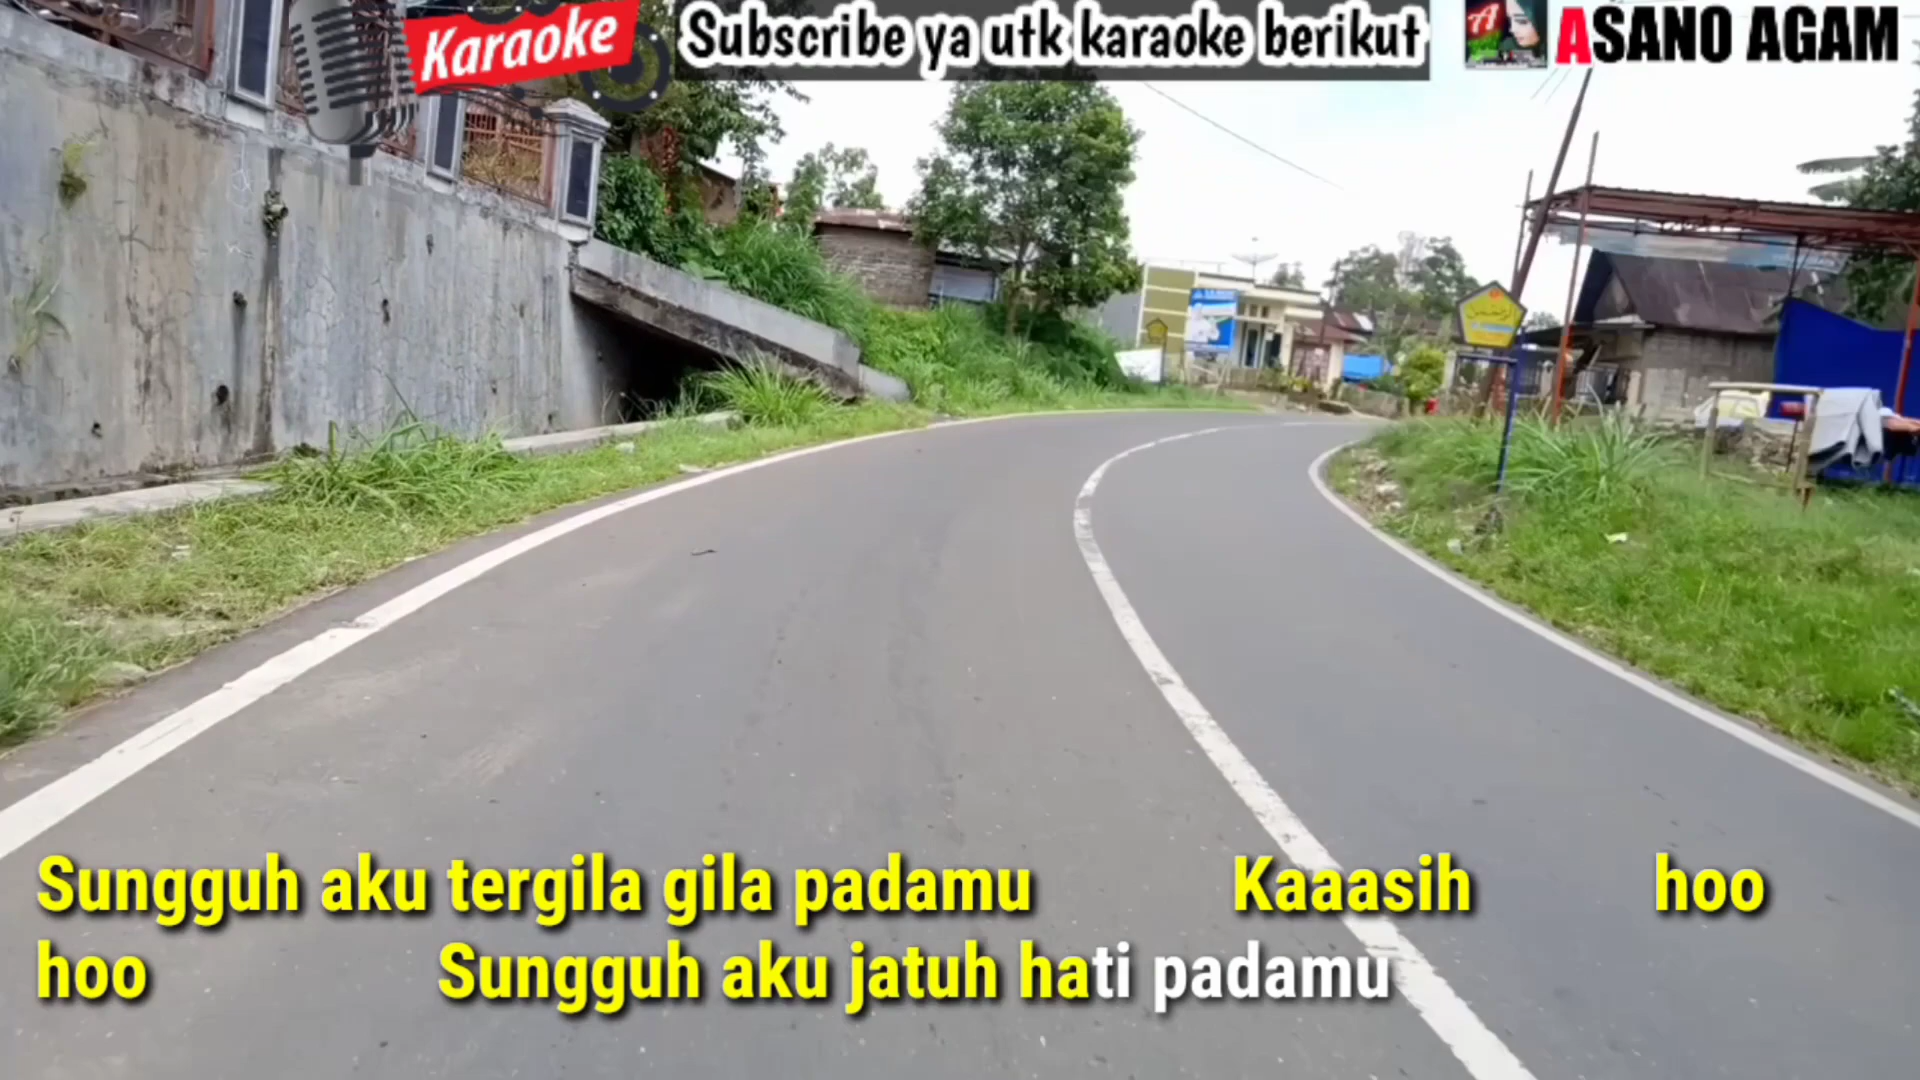 Karaoke
Subscribe ya utk karaoke berikut
ASANO AGAM
Sungguh aku tergila gila padamu Kaaasih hoo
hoo Sungguh aku jatuh hati padamu